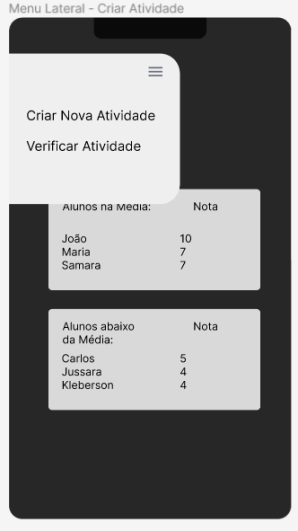 Menu Lateral - Criar Atividade
Criar Nova Atividade
Verificar Atividade
Alunos na Média: Nota
João 10
Maria 7
Samara 7
Alunos abaixo Nota
da Média:
Carlos 5
Jussara 4
Kleberson 4